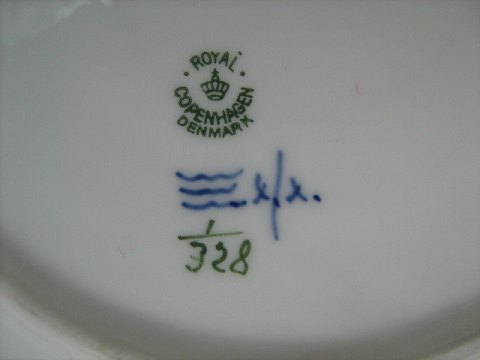 ROYAL
COPENHAGEN
DENMARK
1
328